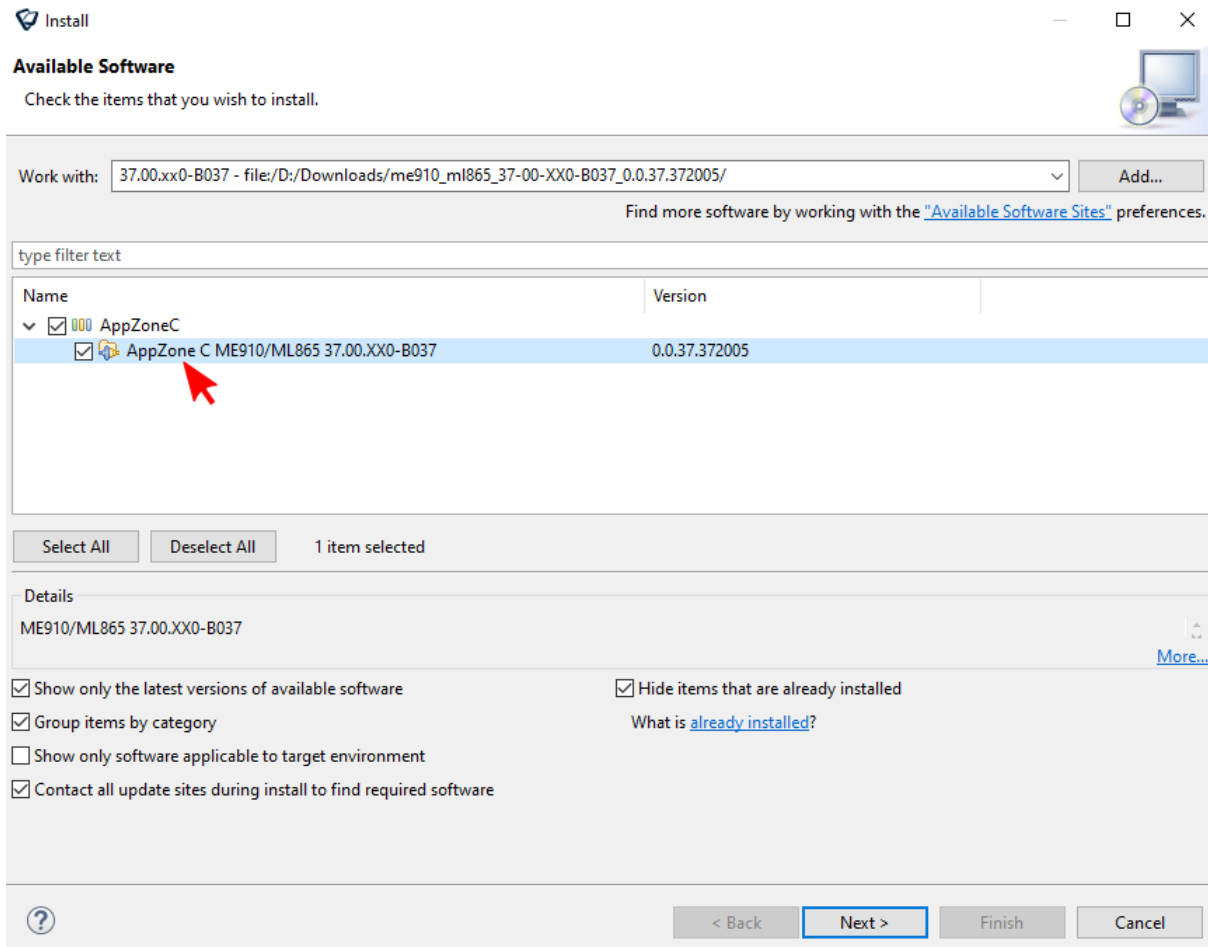 Install
Available Software
Check the items that you wish to install.
Work with: 37.00.xx0-B037 - file:/D:/Downloads/me910_ml865_37-00-XX0-B037_0.0.37.372005/ Add...
Find more software by working with the "Available Software Sites" preferences.
type filter text
Name Version
AppZoneC
AppZone C ME910/ML865 37.00.XX0-B037 0.0.37.372005
Select All Deselect All 1 item selected
Details
ME910/ML865 37.00.XX0-B037
More...
Show only the latest versions of available software Hide items that are already installed
Group items by category What is already installed?
Show only software applicable to target environment
Contact all update sites during install to find required software
? < Back Next > Finish Cancel